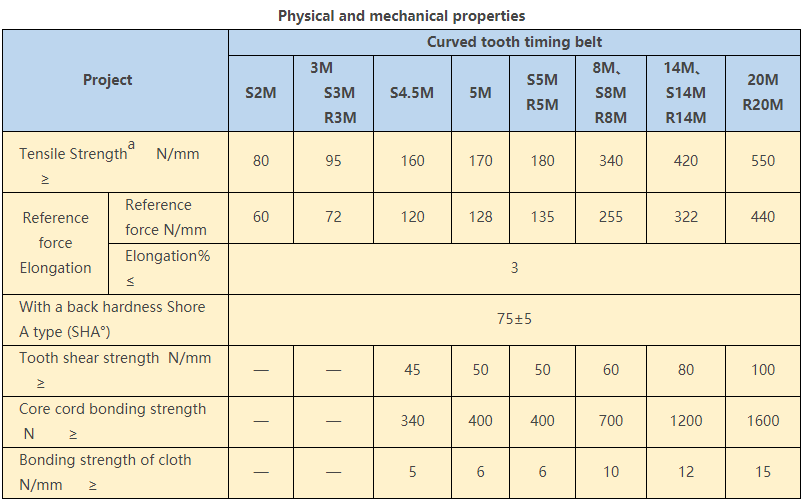 Physical and mechanical properties
Project
Curved tooth timing belt
S2M
3M
S3M
R3M
S4.5M
5M
S5M
R5M
8M、
S8M
R8M
14M、
S14M
R14M
20M
R20M
Tensile Strengthª N/mm
≥
80 95 160 170 180 340 420 550
Reference
force
Elongation
Reference
force N/mm
60 72 120 128 135 255 322 440
Elongation%
≤
3
With a back hardness Shore
A type (SHA°)
75±5
Tooth shear strength N/mm
≥
— — 45 50 50 60 80 100
Core cord bonding strength
N ≥
— — 340 400 400 700 1200 1600
Bonding strength of cloth
N/mm ≥
— — 5 6 6 10 12 15